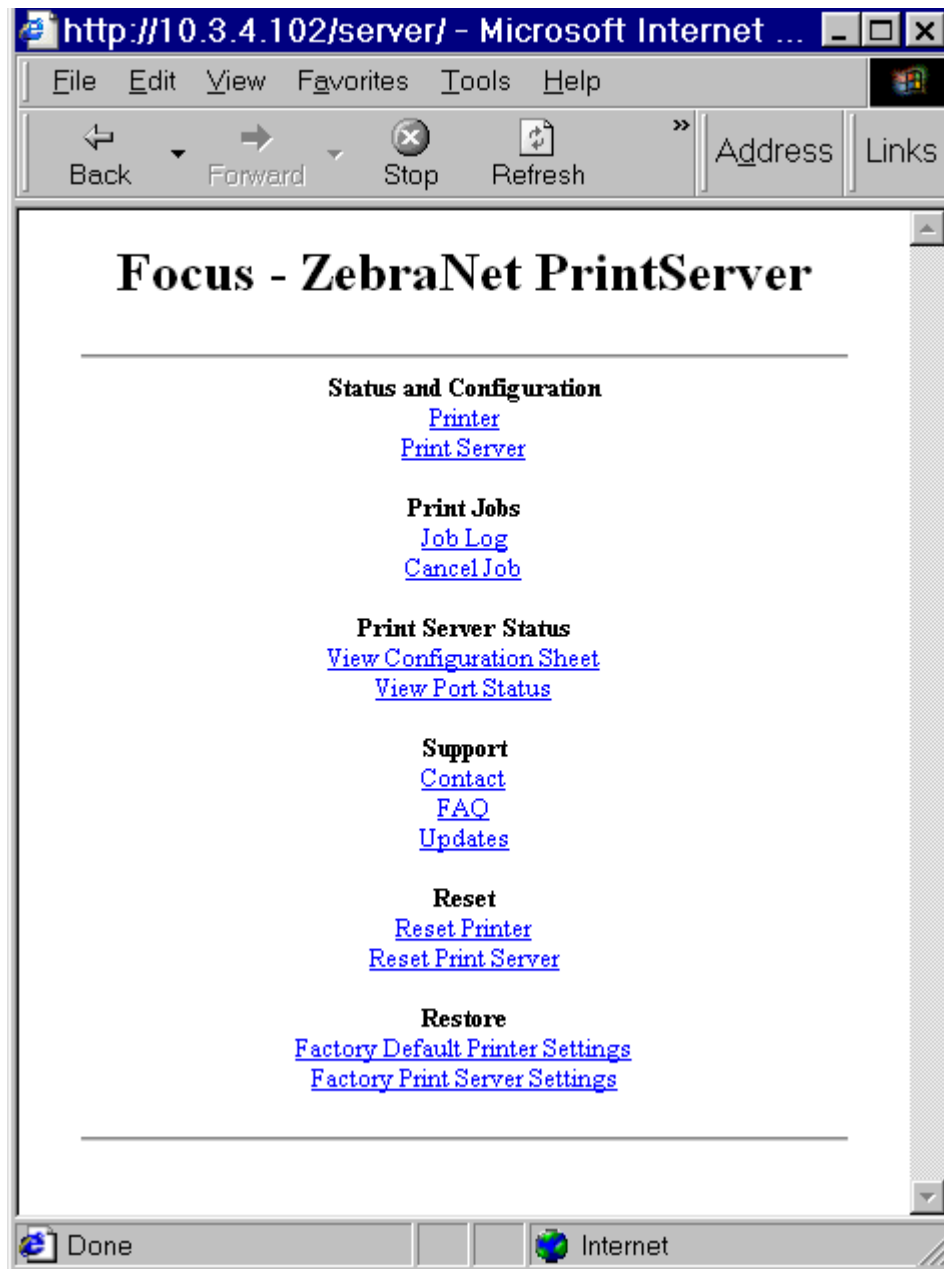 http://10.3.4.102/server/ - Microsoft Internet ...
File Edit View Favorites Tools Help
Back Forward Stop Refresh » Address Links
Focus - ZebraNet PrintServer
Status and Configuration
Printer
Print Server
Print Jobs
Job Log
Cancel Job
Print Server Status
View Configuration Sheet
View Port Status
Support
Contact
FAQ
Updates
Reset
Reset Printer
Reset Print Server
Restore
Factory Default Printer Settings
Factory Print Server Settings
Done Internet